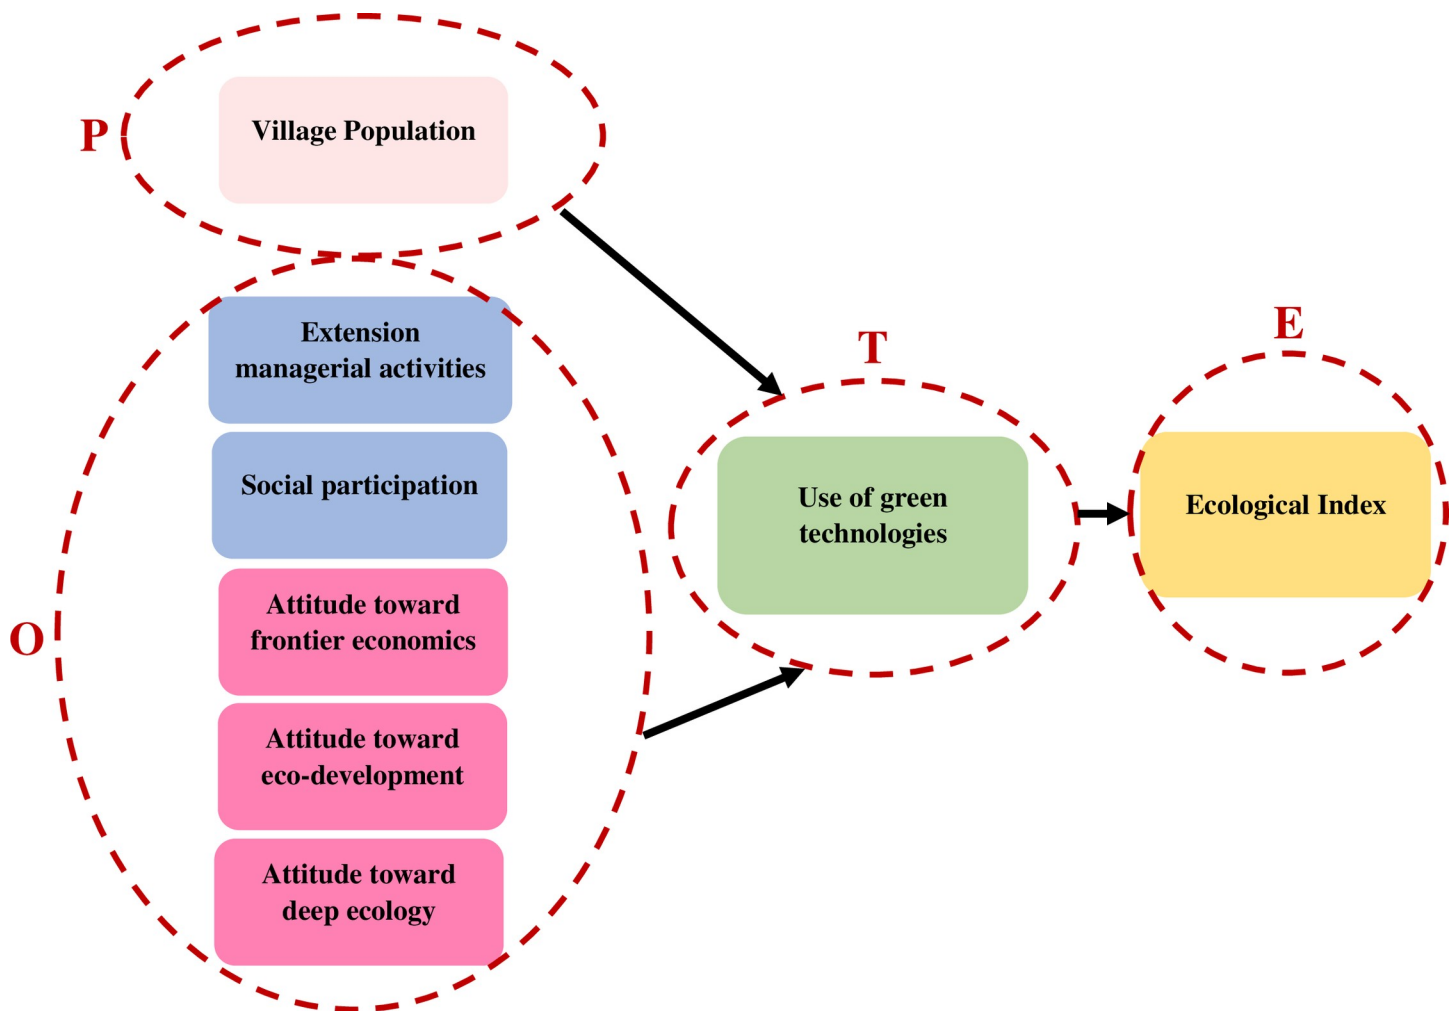 P
Village Population
Extension
managerial activities
Social participation
O
Attitude toward
frontier economics
Attitude toward
eco-development
Attitude toward
deep ecology
T
Use of green
technologies
E
Ecological Index